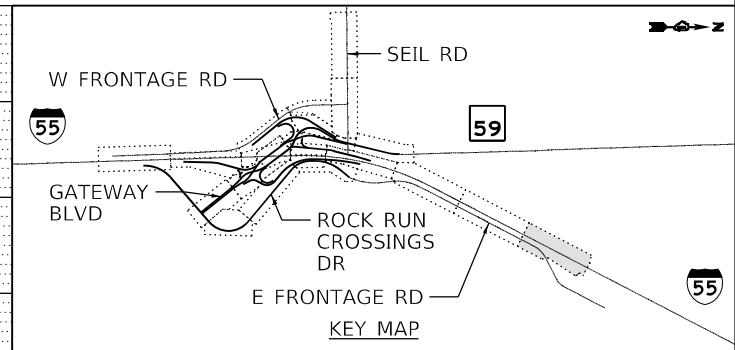 N
SEIL RD
W FRONTAGE RD
55
59
GATEWAY
BLVD
ROCK RUN
CROSSINGS
DR
E FRONTAGE RD
55
KEY MAP